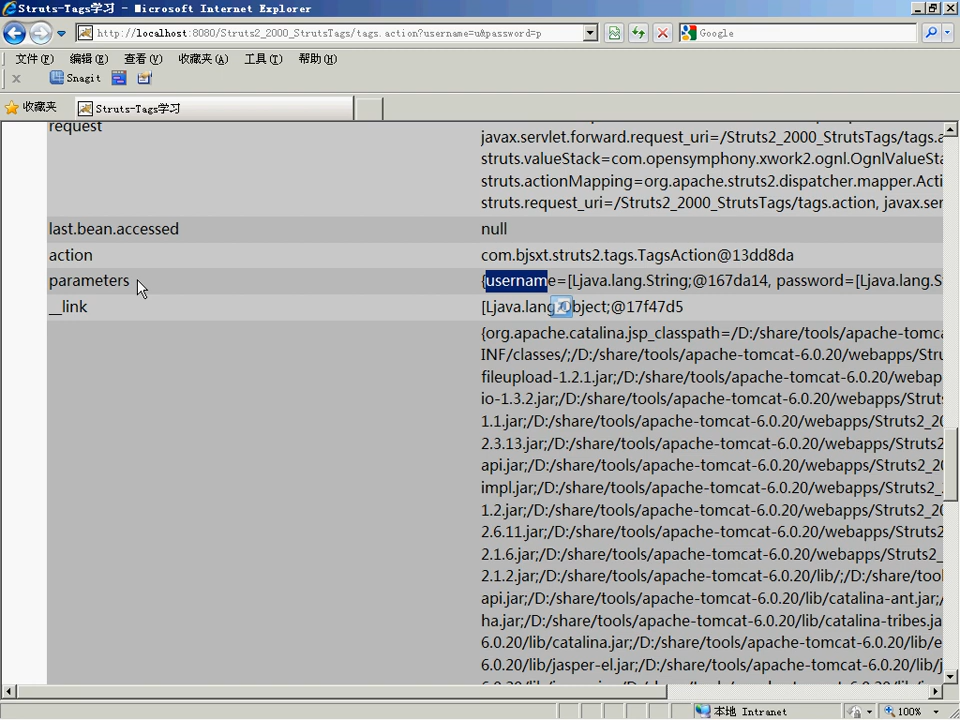 Struts-Tags学习 - Microsoft Internet Explorer
http://localhost:8080/Struts2_2000_StrutsTags/tags.action?username=u&password=p
Google
文件(F) 编辑(E) 查看(V) 收藏夹(A) 工具(T) 帮助(H)
x Snagit
收藏夹 Struts-Tags学习
request
javax.servlet.forward.request_uri=/Struts2_2000_StrutsTags/tags.a
struts.valueStack=com.opensymphony.xwork2.ognl.OgnlValueSta
struts.actionMapping=org.apache.struts2.dispatcher.mapper.Acti
struts.request_uri=/Struts2_2000_StrutsTags/tags.action, javax.ser
last.bean.accessed null
action com.bjsxt.struts2.tags.TagsAction@13dd8da
parameters {username=[Ljava.lang.String;@167da14, password=[Ljava.lang.S
__link [Ljava.lang.Object;@17f47d5
{org.apache.catalina.jsp_classpath=/D:/share/tools/apache-tomca
INF/classes/;/D:/share/tools/apache-tomcat-6.0.20/webapps/Stru
fileupload-1.2.1.jar;/D:/share/tools/apache-tomcat-6.0.20/webap
io-1.3.2.jar;/D:/share/tools/apache-tomcat-6.0.20/webapps/Struts
1.1.jar;/D:/share/tools/apache-tomcat-6.0.20/webapps/Struts2_20
2.3.13.jar;/D:/share/tools/apache-tomcat-6.0.20/webapps/Struts2
api.jar;/D:/share/tools/apache-tomcat-6.0.20/webapps/Struts2_20
impl.jar;/D:/share/tools/apache-tomcat-6.0.20/webapps/Struts2_
1.2.jar;/D:/share/tools/apache-tomcat-6.0.20/webapps/Struts2_2
2.6.11.jar;/D:/share/tools/apache-tomcat-6.0.20/webapps/Struts2
2.1.6.jar;/D:/share/tools/apache-tomcat-6.0.20/webapps/Struts2_
2.1.2.jar;/D:/share/tools/apache-tomcat-6.0.20/lib/;/D:/share/tool
api.jar;/D:/share/tools/apache-tomcat-6.0.20/lib/catalina-ant.jar;/
ha.jar;/D:/share/tools/apache-tomcat-6.0.20/lib/catalina-tribes.ja
6.0.20/lib/catalina.jar;/D:/share/tools/apache-tomcat-6.0.20/lib/e
6.0.20/lib/jasper-el.jar;/D:/share/tools/apache-tomcat-6.0.20/lib/j
本地 Intranet 100%